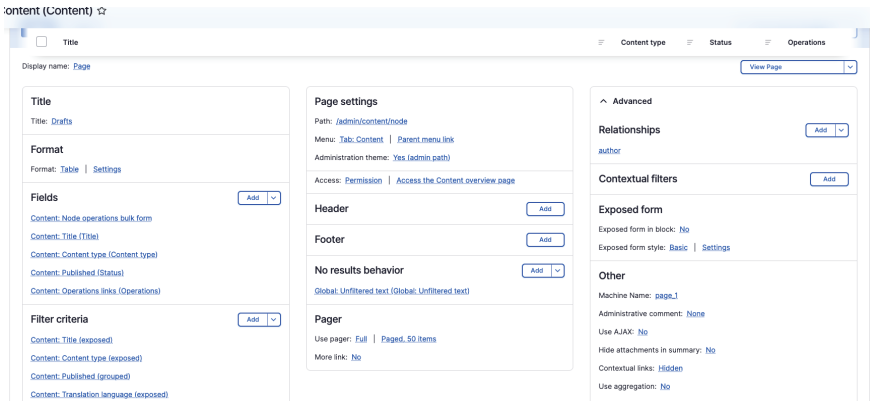 Content (Content)
Title Content type Status Operations
Display name: Page
View Page
Title
Title: Drafts
Format
Format: Table | Settings
Fields
Add
Content: Node operations bulk form
Content: Title (Title)
Content: Content type (Content type)
Content: Published (Status)
Content: Operations links (Operations)
Filter criteria
Add
Content: Title (exposed)
Content: Content type (exposed)
Content: Published (grouped)
Content: Translation language (exposed)
Page settings
Path: /admin/content/node
Menu: Tab: Content | Parent menu link
Administration theme: Yes (admin path)
Access: Permission | Access the Content overview page
Header
Add
Footer
Add
No results behavior
Add
Global: Unfiltered text (Global: Unfiltered text)
Pager
Use pager: Full | Paged, 50 items
More link: No
Advanced
Relationships
Add
author
Contextual filters
Add
Exposed form
Exposed form in block: No
Exposed form style: Basic | Settings
Other
Machine Name: page_1
Administrative comment: None
Use AJAX: No
Hide attachments in summary: No
Contextual links: Hidden
Use aggregation: No